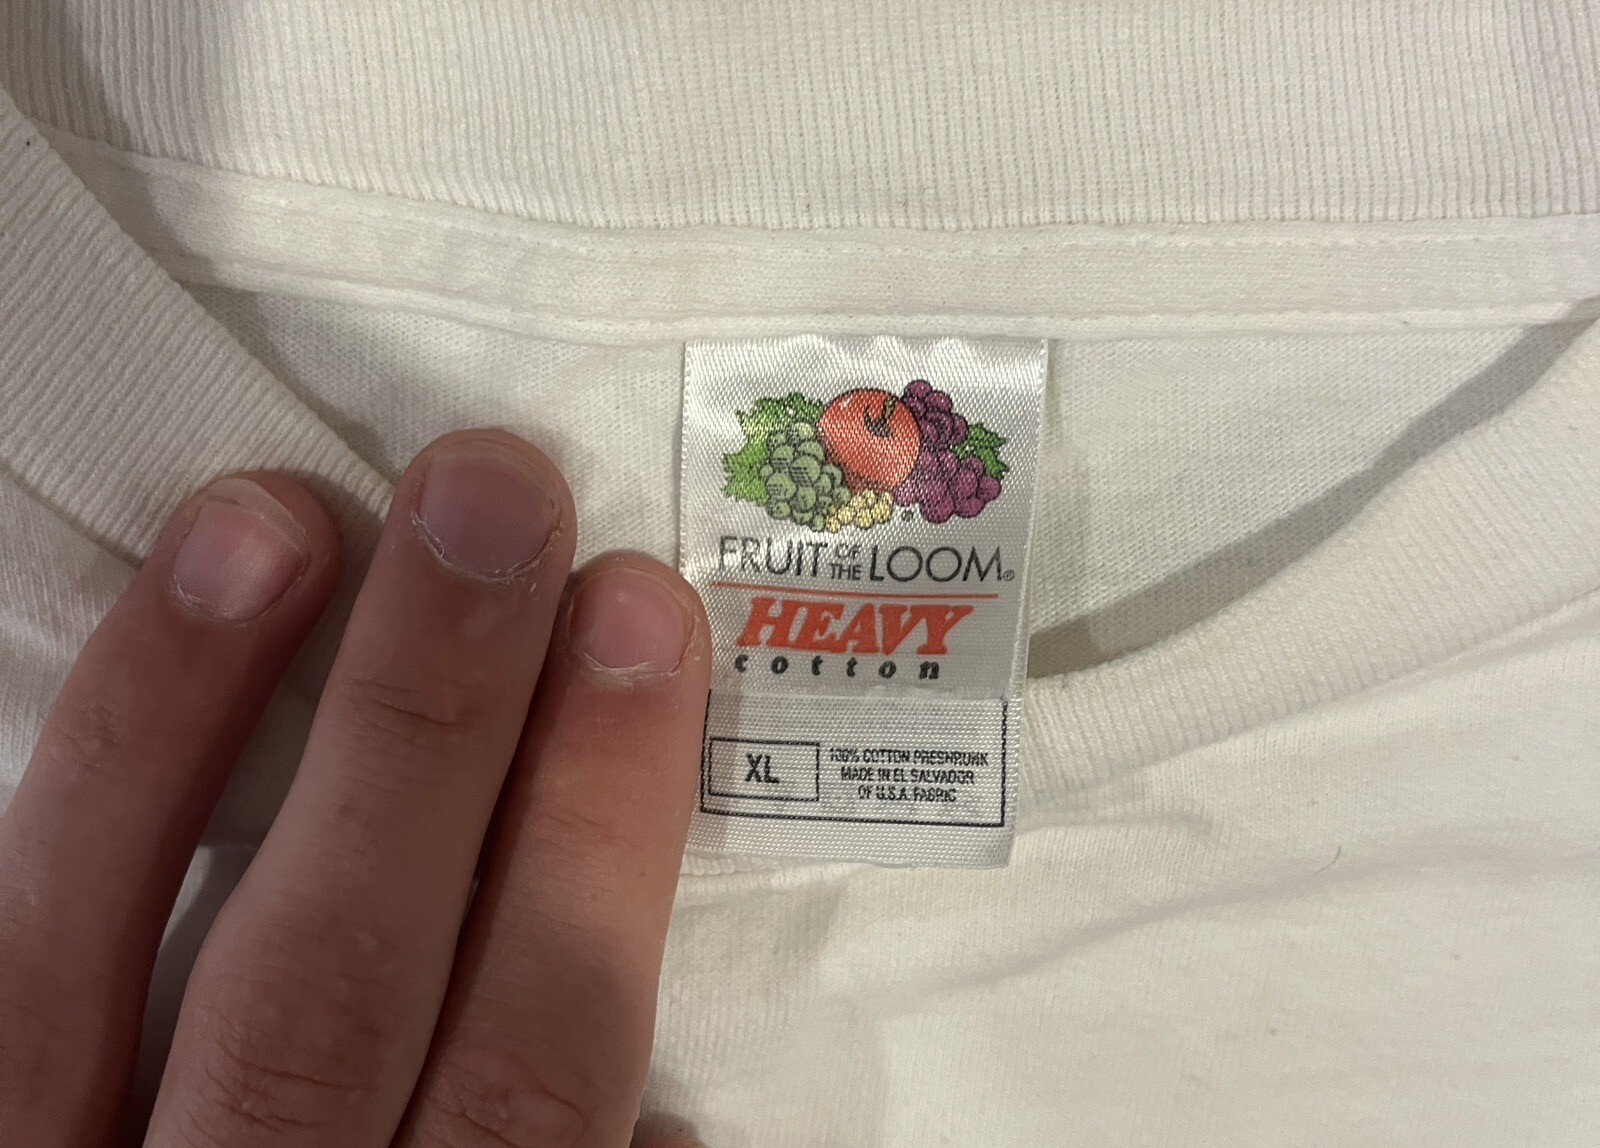 FRUIT OF THE LOOM®
HEAVY
cotton
XL
100% COTTON PRESHRUNK
MADE IN EL SALVADOR
OF U.S.A. FABRIC